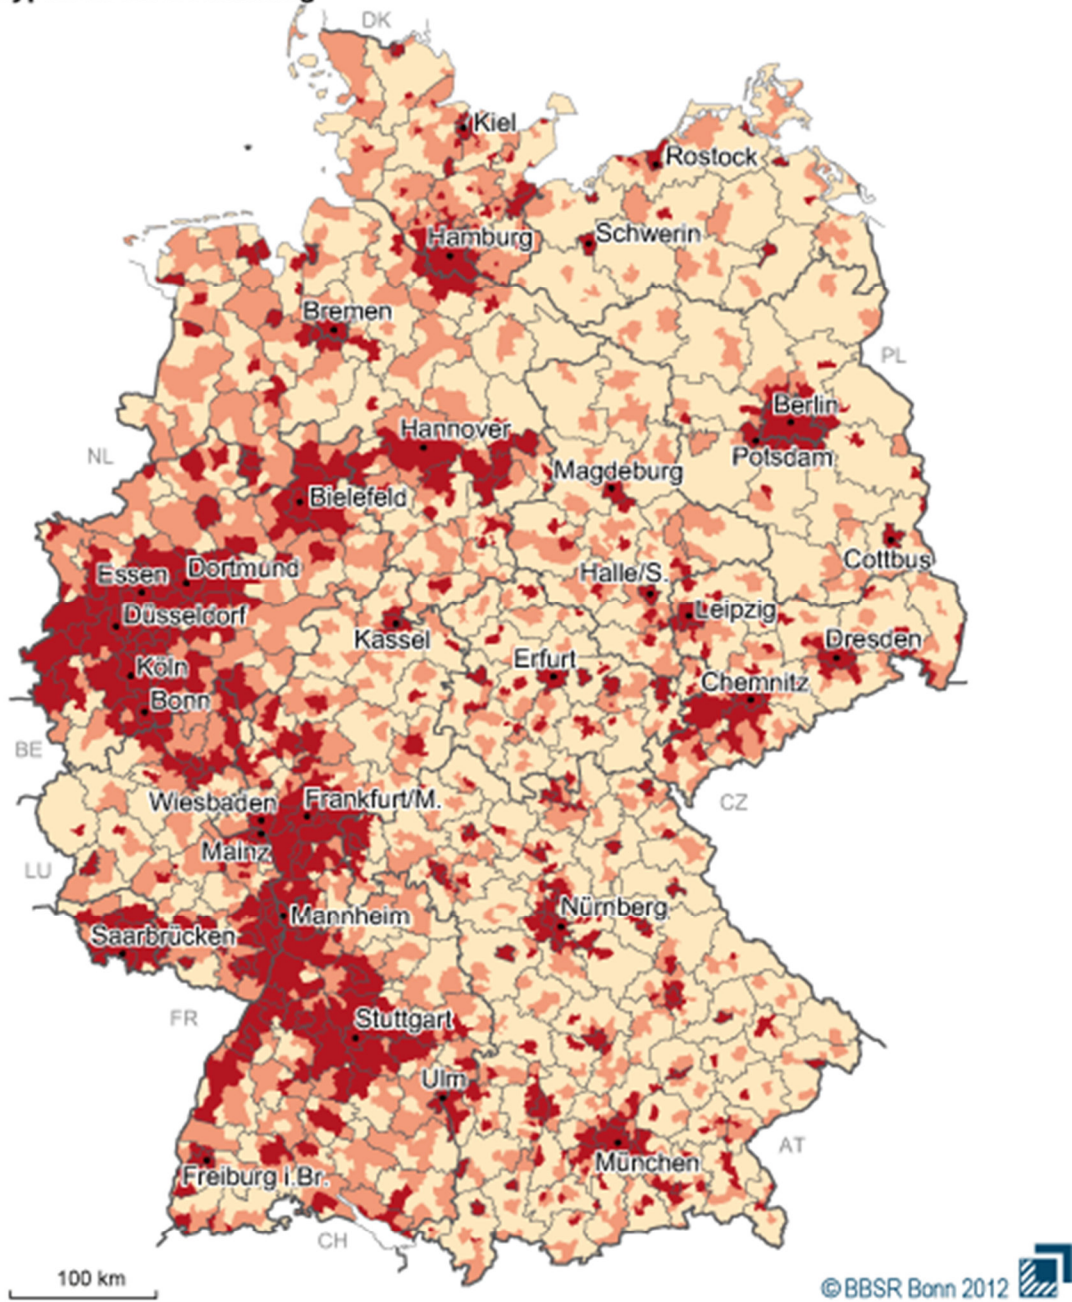 DK
Kiel
Rostock
Hamburg
Schwerin
Bremen
PL
Berlin
Hannover
NL
Potsdam
Magdeburg
Bielefeld
Cottbus
Essen
Dortmund
Halle/S.
Düsseldorf
Leipzig
Kassel
Dresden
Köln
Erfurt
Chemnitz
Bonn
BE
Wiesbaden
Frankfurt/M.
CZ
Mainz
LU
Nürnberg
Mannheim
Saarbrücken
FR
Stuttgart
Ulm
AT
München
Freiburg i.Br.
CH
100 km
© BBSR Bonn 2012